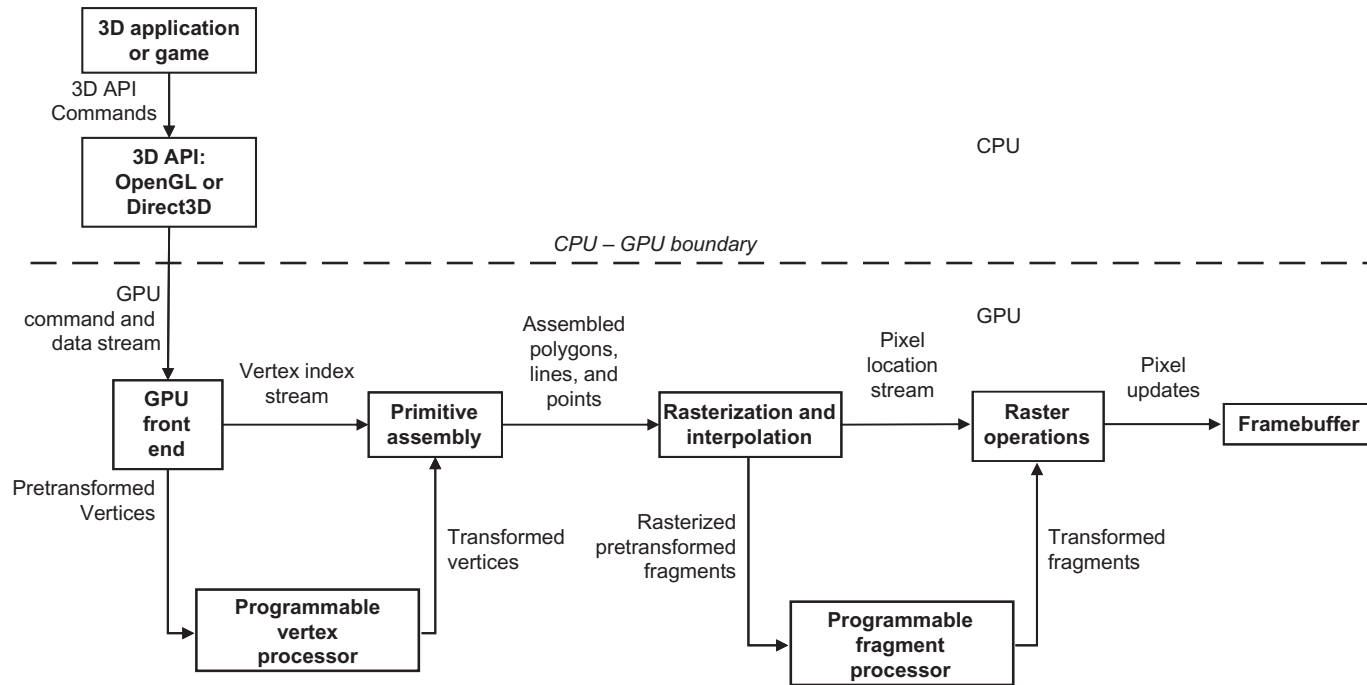 3D application
or game
3D API
Commands
3D API:
OpenGL or
Direct3D
CPU
CPU – GPU boundary
GPU
command and
data stream
GPU
Vertex index
stream
Assembled
polygons,
lines, and
points
Pixel
location
stream
Pixel
updates
GPU
front
end
Primitive
assembly
Rasterization and
interpolation
Raster
operations
Framebuffer
Pretransformed
Vertices
Transformed
vertices
Rasterized
pretransformed
fragments
Transformed
fragments
Programmable
vertex
processor
Programmable
fragment
processor